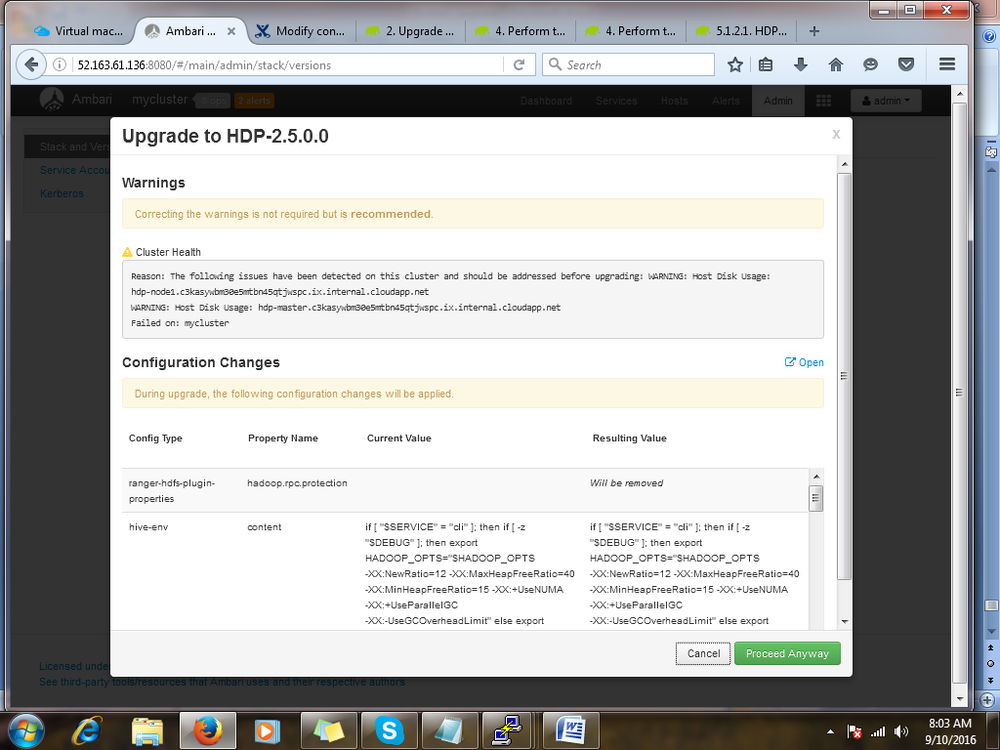 Virtual mac...
Ambari ...
Modify con...
2. Upgrade ...
4. Perform t...
4. Perform t...
5.1.2.1. HDP...
52.163.61.136:8080/#/main/admin/stack/versions
Search
Ambari mycluster 0 ops 2 alerts Dashboard Services Hosts Alerts Admin admin
Upgrade to HDP-2.5.0.0 X
Stack and Vers
Service Accou
Kerberos
Warnings
Correcting the warnings is not required but is recommended.
Cluster Health
Reason: The following issues have been detected on this cluster and should be addressed before upgrading: WARNING: Host Disk Usage:
hdp-node1.c3kasywbm30e5mtbn45qtjwspc.ix.internal.cloudapp.net
WARNING: Host Disk Usage: hdp-master.c3kasywbm30e5mtbn45qtjwspc.ix.internal.cloudapp.net
Failed on: mycluster
Configuration Changes Open
During upgrade, the following configuration changes will be applied.
Config Type Property Name Current Value Resulting Value
ranger-hdfs-plugin- hadoop.rpc.protection Will be removed
properties
hive-env content if [ "$SERVICE" = "cli" ]; then if [ -z if [ "$SERVICE" = "cli" ]; then if [ -z
"$DEBUG" ]; then export "$DEBUG" ]; then export
HADOOP_OPTS="$HADOOP_OPTS HADOOP_OPTS="$HADOOP_OPTS
-XX:NewRatio=12 -XX:MaxHeapFreeRatio=40 -XX:NewRatio=12 -XX:MaxHeapFreeRatio=40
-XX:MinHeapFreeRatio=15 -XX:+UseNUMA -XX:MinHeapFreeRatio=15 -XX:+UseNUMA
-XX:+UseParallelGC -XX:+UseParallelGC
-XX:-UseGCOverheadLimit" else export -XX:-UseGCOverheadLimit" else export
Cancel Proceed Anyway
Licensed unde
See third-party tools/resources that Ambari uses and their respective authors
8:03 AM
9/10/2016